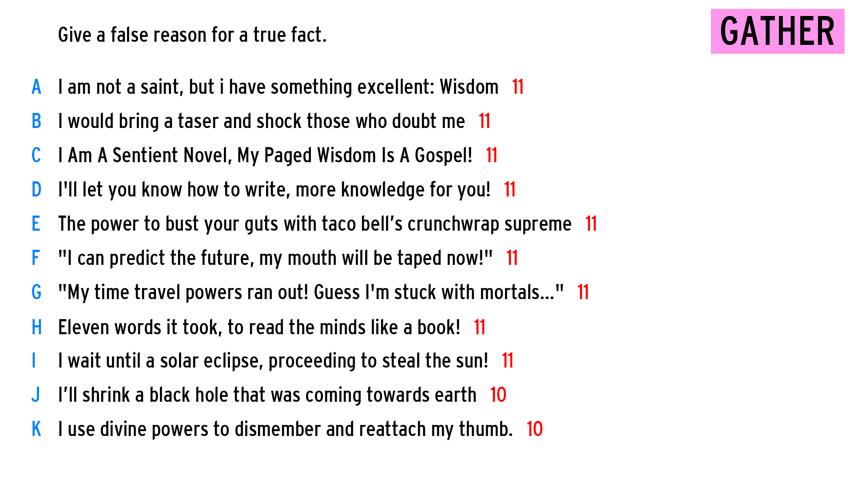 Give a false reason for a true fact.
GATHER
A I am not a saint, but i have something excellent: Wisdom 11
B I would bring a taser and shock those who doubt me 11
C I Am A Sentient Novel, My Paged Wisdom Is A Gospel! 11
D I'll let you know how to write, more knowledge for you! 11
E The power to bust your guts with taco bell's crunchwrap supreme 11
F "I can predict the future, my mouth will be taped now!" 11
G "My time travel powers ran out! Guess I'm stuck with mortals..." 11
H Eleven words it took, to read the minds like a book! 11
I I wait until a solar eclipse, proceeding to steal the sun! 11
J I'll shrink a black hole that was coming towards earth 10
K I use divine powers to dismember and reattach my thumb. 10